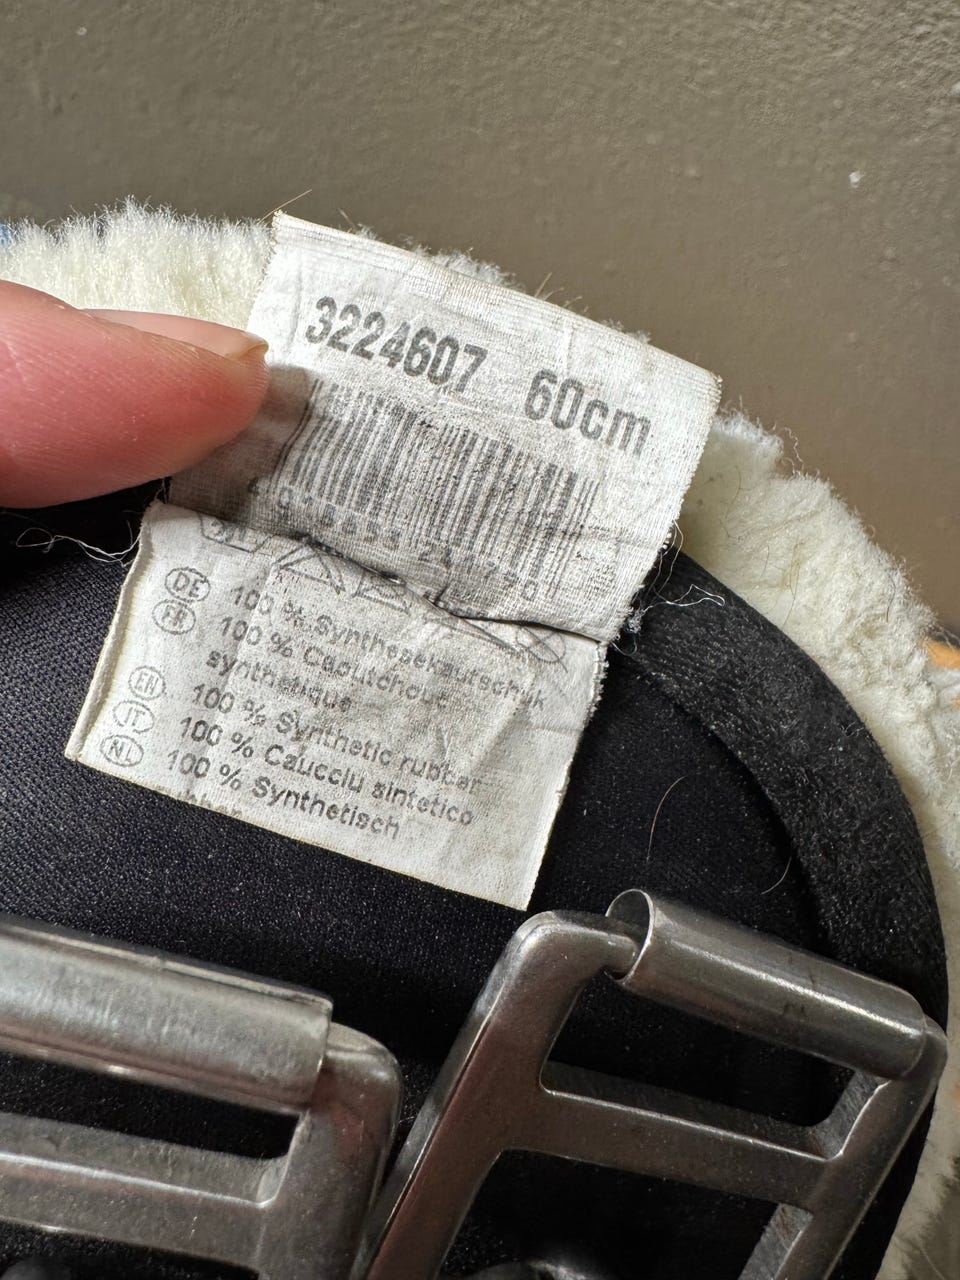 3224607 60cm
DE 100 % Synthesekautschuk
FR 100 % Caoutchouc
synthetique
EN 100 % Synthetic rubber
IT 100 % Caucciu sintetico
NL 100 % Synthetisch